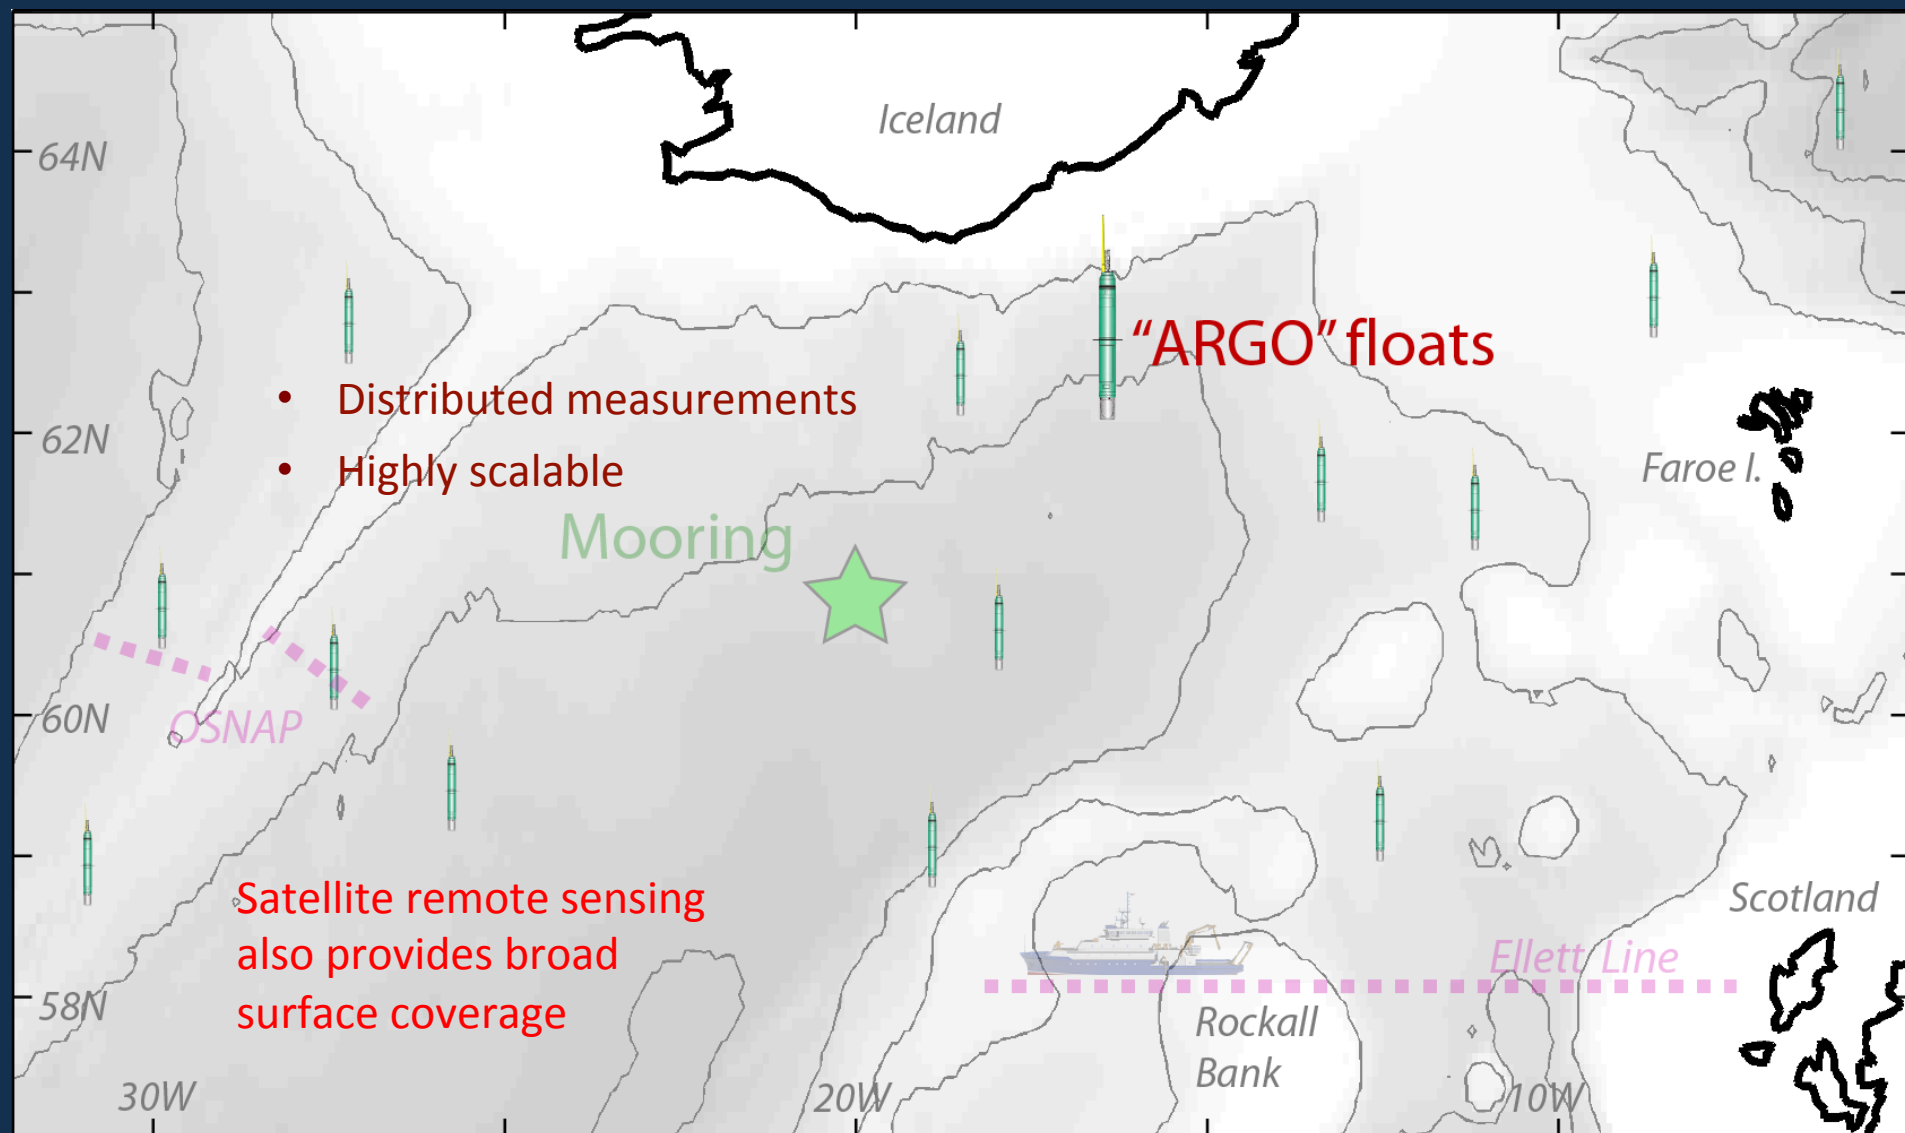 Iceland
64N
"ARGO" floats
• Distributed measurements
62N
• Highly scalable
Faroe I.
Mooring
60N
OSNAP
Satellite remote sensing
also provides broad
surface coverage
Scotland
Ellett Line
58N
Rockall
Bank
30W
20W
10W